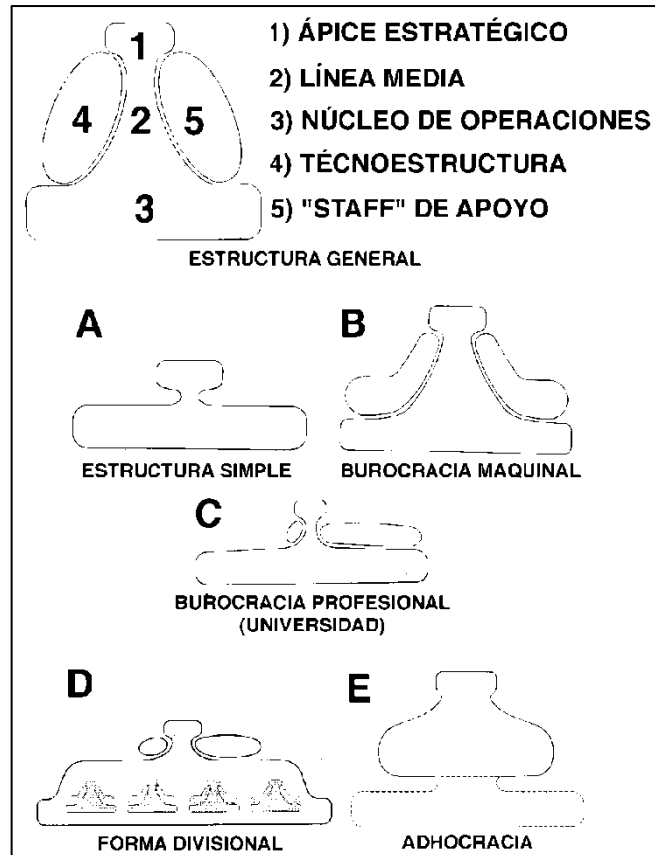 1) ÁPICE ESTRATÉGICO
2) LÍNEA MEDIA
3) NÚCLEO DE OPERACIONES
4) TÉCNOESTRUCTURA
5) "STAFF" DE APOYO
1
4 2 5
3
ESTRUCTURA GENERAL
A
ESTRUCTURA SIMPLE
B
BUROCRACIA MAQUINAL
C
BUROCRACIA PROFESIONAL
(UNIVERSIDAD)
D
FORMA DIVISIONAL
E
ADHOCRACIA